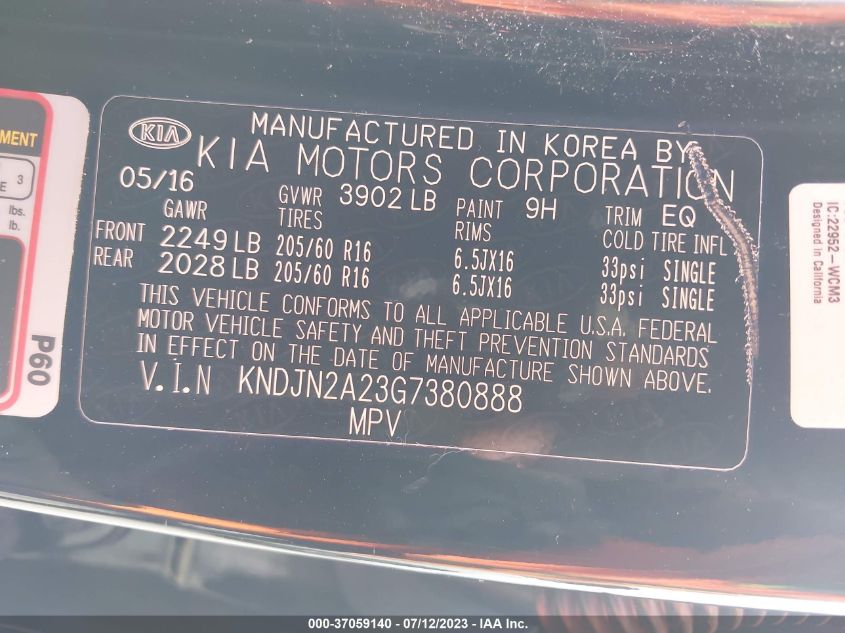 MENT
3
E
lbs.
lb.
P60
KIA
MANUFACTURED IN KOREA BY
KIA MOTORS CORPORATION
05/16 GVWR 3902 LB PAINT 9H TRIM EQ
GAWR TIRES RIMS COLD TIRE INFL
FRONT 2249 LB 205/60 R16 6.5JX16 33psi SINGLE
REAR 2028 LB 205/60 R16 6.5JX16 33psi SINGLE
THIS VEHICLE CONFORMS TO ALL APPLICABLE U.S.A. FEDERAL
MOTOR VEHICLE SAFETY AND THEFT PREVENTION STANDARDS
IN EFFECT ON THE DATE OF MANUFACTURE SHOWN ABOVE.
V.I.N KNDJN2A23G7380888
MPV
IC:22952-WCM3
Designed in California
000-37059140 - 07/12/2023 - IAA Inc.